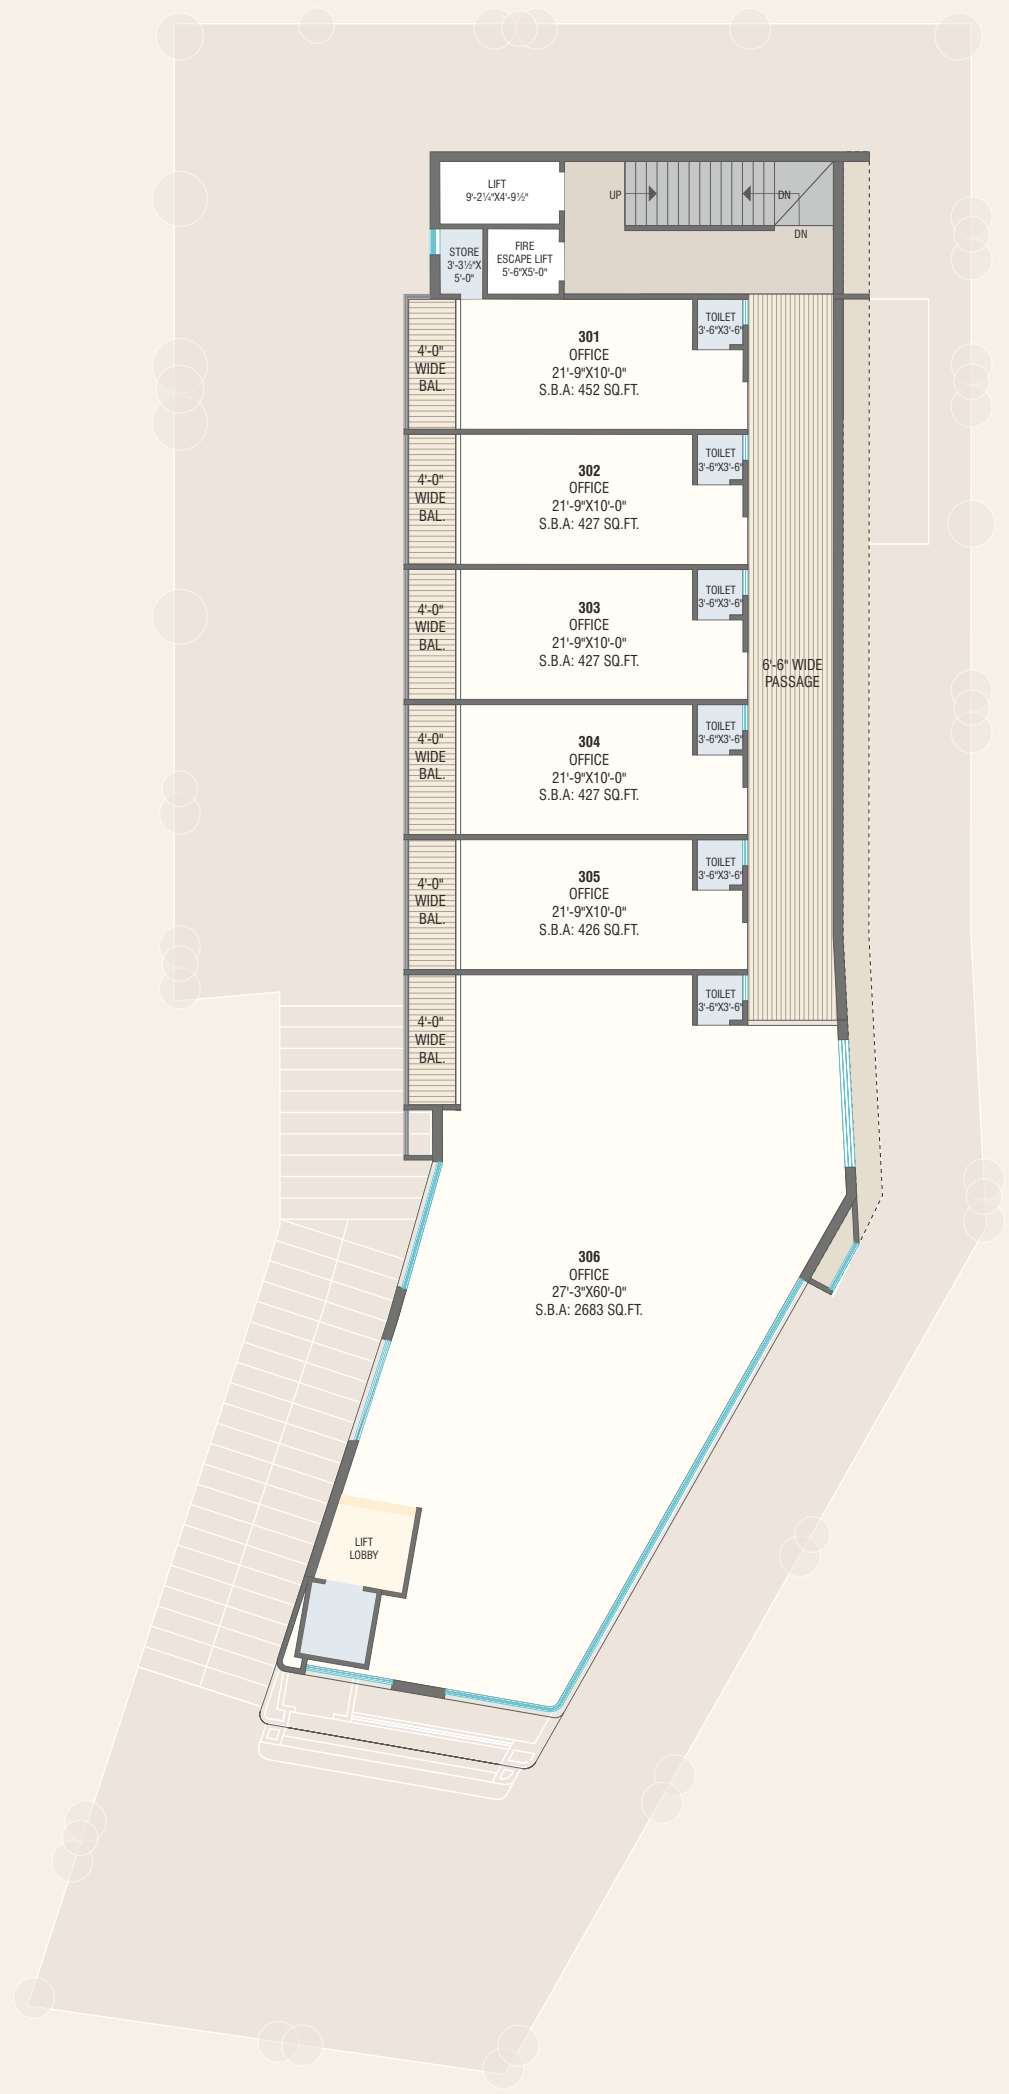 LIFT
9'-2¼"X4'-9½"
UP
DN
DN
STORE
3'-3½"X
5'-0"
FIRE
ESCAPE LIFT
5'-6"X5'-0"
4'-0"
WIDE
BAL.
301
OFFICE
21'-9"X10'-0"
S.B.A: 452 SQ.FT.
TOILET
3'-6"X3'-6"
4'-0"
WIDE
BAL.
302
OFFICE
21'-9"X10'-0"
S.B.A: 427 SQ.FT.
TOILET
3'-6"X3'-6"
4'-0"
WIDE
BAL.
303
OFFICE
21'-9"X10'-0"
S.B.A: 427 SQ.FT.
TOILET
3'-6"X3'-6"
6'-6" WIDE
PASSAGE
4'-0"
WIDE
BAL.
304
OFFICE
21'-9"X10'-0"
S.B.A: 427 SQ.FT.
TOILET
3'-6"X3'-6"
4'-0"
WIDE
BAL.
305
OFFICE
21'-9"X10'-0"
S.B.A: 426 SQ.FT.
TOILET
3'-6"X3'-6"
4'-0"
WIDE
BAL.
TOILET
3'-6"X3'-6"
306
OFFICE
27'-3"X60'-0"
S.B.A: 2683 SQ.FT.
LIFT
LOBBY